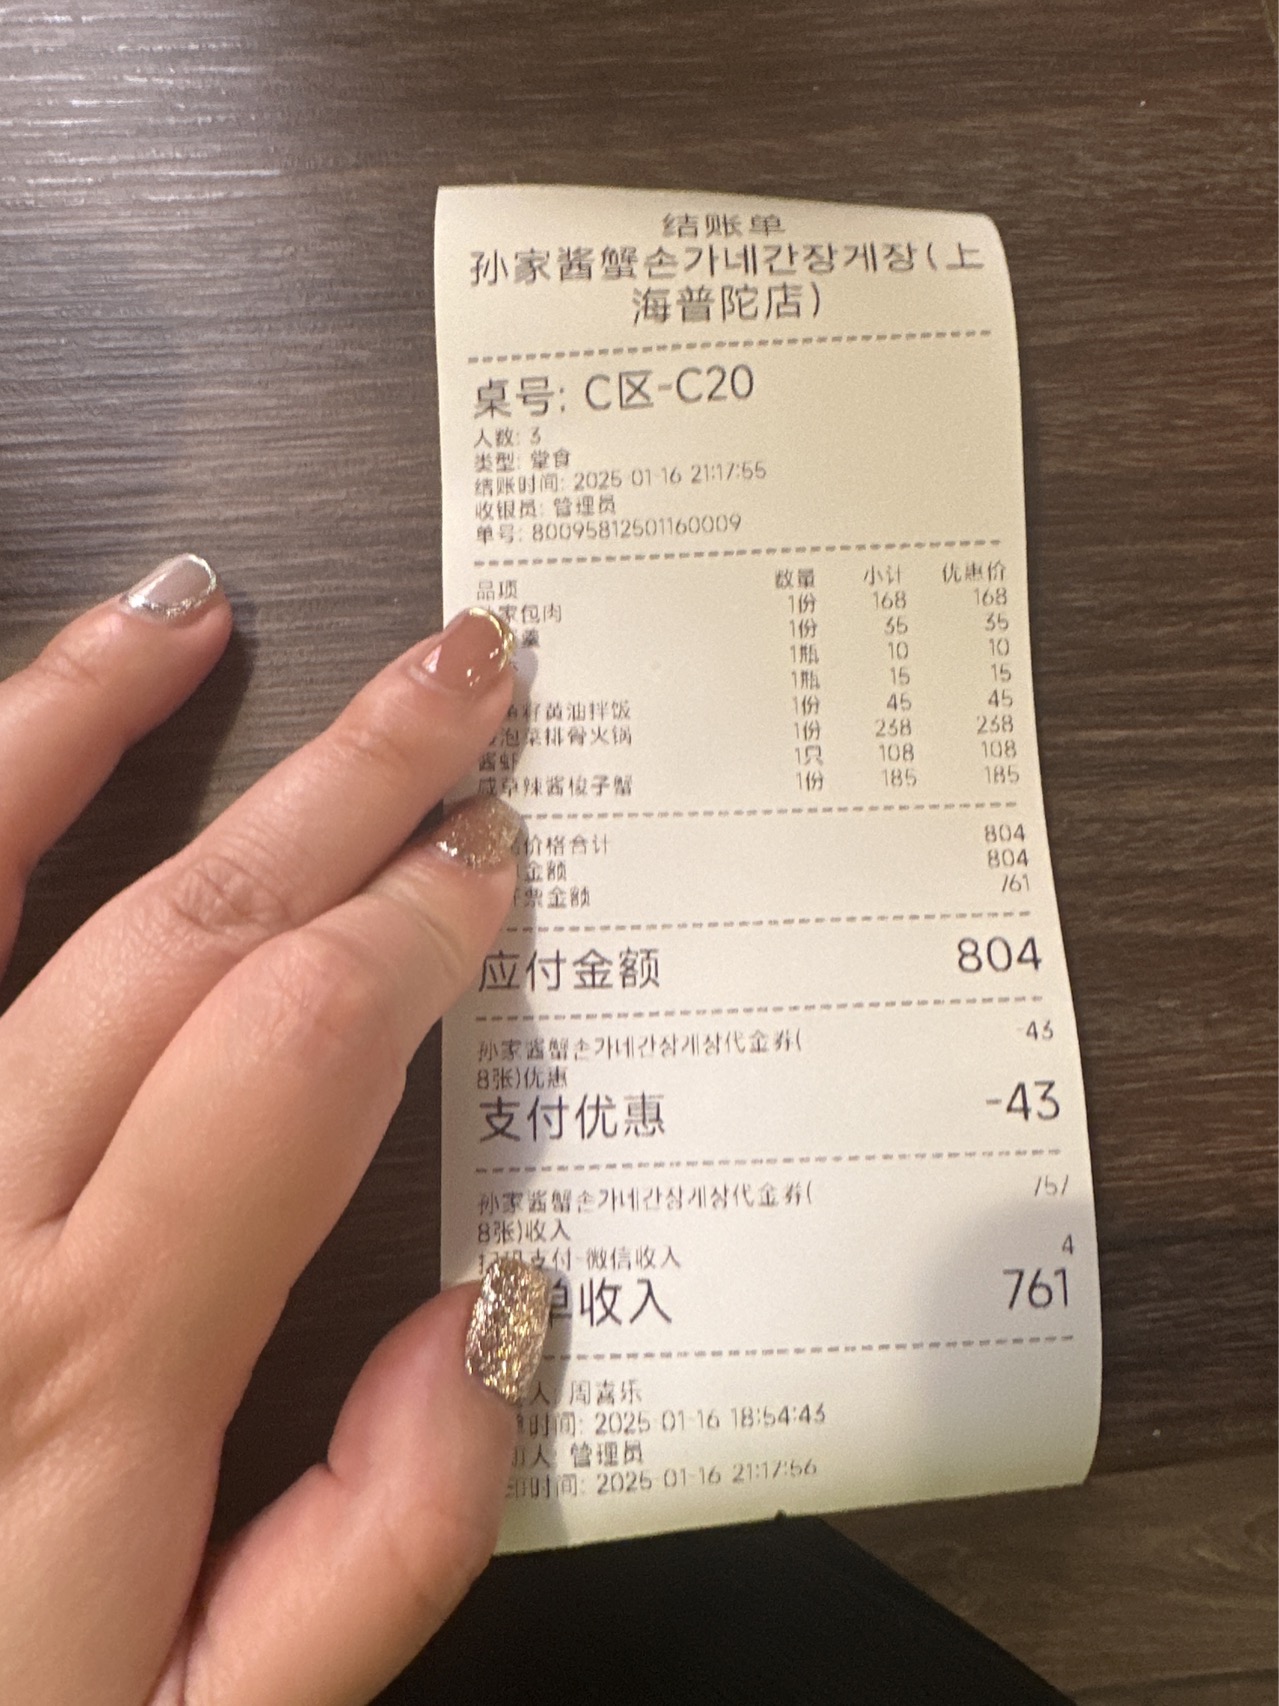 结账单
孙家酱蟹손가네간장게장(上
海普陀店)
桌号: C区-C20
人数: 3
类型: 堂食
结账时间: 2025-01-16 21:17:55
收银员: 管理员
单号: 80095812501160009
品项 数量 小计 优惠价
家包肉 1份 168 168
羹 1份 35 35
1瓶 10 10
1瓶 15 15
籽黄油拌饭 1份 45 45
泡菜排骨火锅 1份 238 238
酱虾 1只 108 108
咸草辣酱梭子蟹 1份 185 185
价格合计 804
金额 804
票金额 761
应付金额 804
孙家酱蟹손가네간장게장代金券( -43
8张)优惠
支付优惠 -43
孙家酱蟹손가네간장게장代金券( 757
8张)收入
支付-微信收入 4
单收入 761
人: 周喜乐
单时间: 2025-01-16 18:54:43
人: 管理员
印时间: 2025-01-16 21:17:56